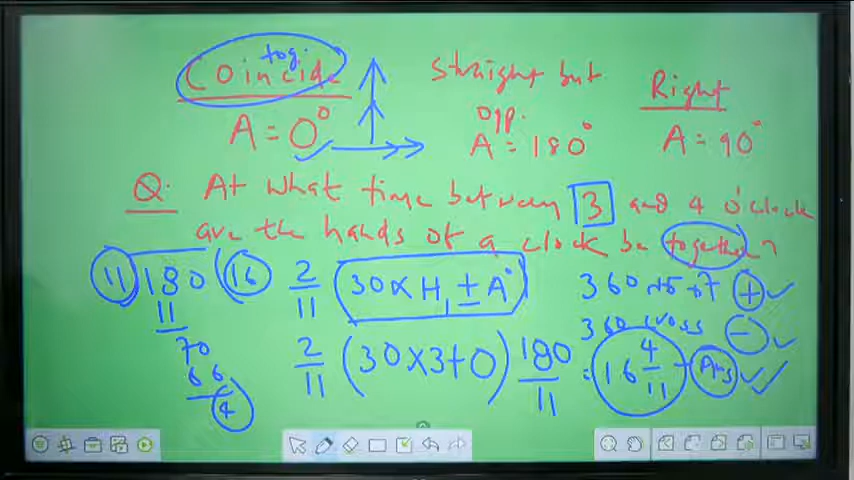 tog.
Coincide
A = 0°
straight but
opp.
A = 180°
Right
A = 90°
Q. At what time between 3 and 4 o'clock
are the hands of a clock be together?
11 180 16
11
70
66
4
2/11 (30 × H ± A°)
360 +
360 cross -
2/11 (30×3+0) 180/11 = 16 4/11 - Ans